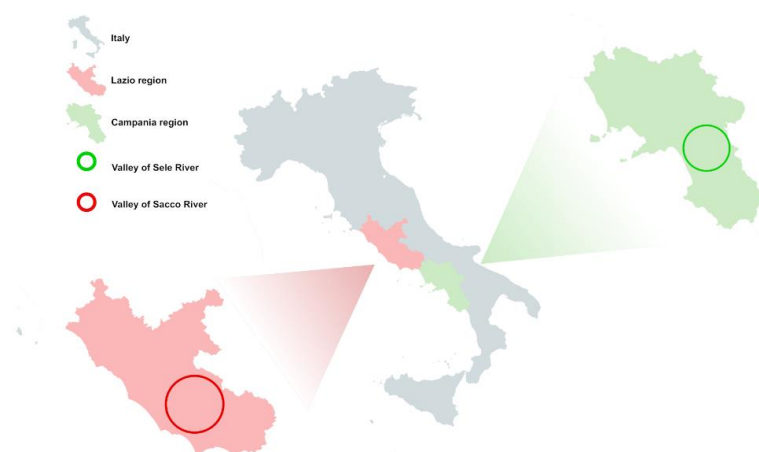 Italy
Lazio region
Campania region
Valley of Sele River
Valley of Sacco River